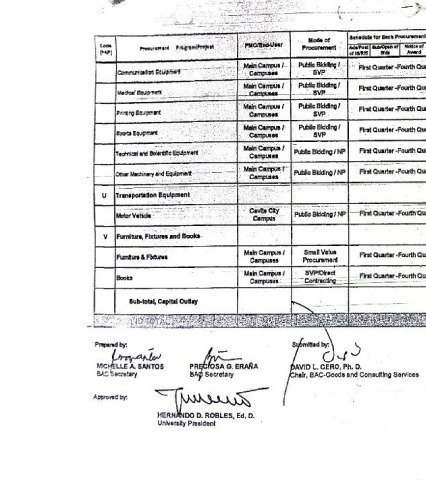 Code [PAP] Procurement Program/Project PMO/End-User Mode of Procurement Schedule for Each Procurement
Ads/Post of IB/REI Sub/Open of Bids Notice of Award
Communication Equipment Main Campus / Campuses Public Bidding / SVP First Quarter -Fourth Qu
Medical Equipment Main Campus / Campuses Public Bidding / SVP First Quarter -Fourth Qu
Printing Equipment Main Campus / Campuses Public Bidding / SVP First Quarter -Fourth Qu
Sports Equipment Main Campus / Campuses Public Bidding / SVP First Quarter -Fourth Qu
Technical and Scientific Equipment Main Campus / Campuses Public Bidding / NP First Quarter -Fourth Qu
Other Machinery and Equipment Main Campus / Campuses Public Bidding / NP First Quarter -Fourth Qu
U Transportation Equipment
Motor Vehicle Cavite City Campus Public Bidding / NP First Quarter -Fourth Qu
V Furniture, Fixtures and Books
Furniture & Fixtures Main Campus / Campuses Small Value Procurement First Quarter -Fourth Qu
Books Main Campus / Campuses SVP/Direct Contracting First Quarter -Fourth Qu
Sub-total, Capital Outlay
Prepared by: Submitted by:
MICHELLE A. SANTOS PRECIOSA G. ERAÑA DAVID L. CERO, Ph. D.
BAC Secretary BAC Secretary Chair, BAC-Goods and Consulting Services
Approved by:
HERNANDO D. ROBLES, Ed. D.
University President